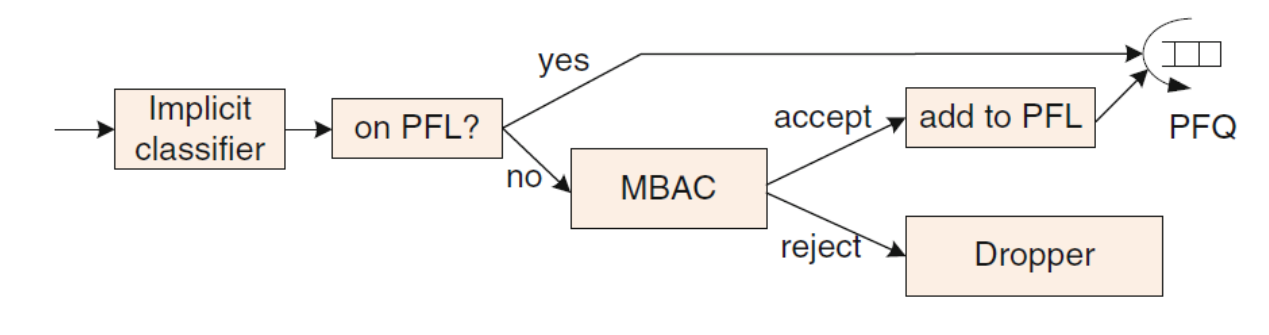 Implicit
classifier
on PFL?
yes
no
MBAC
accept
reject
add to PFL
Dropper
PFQ